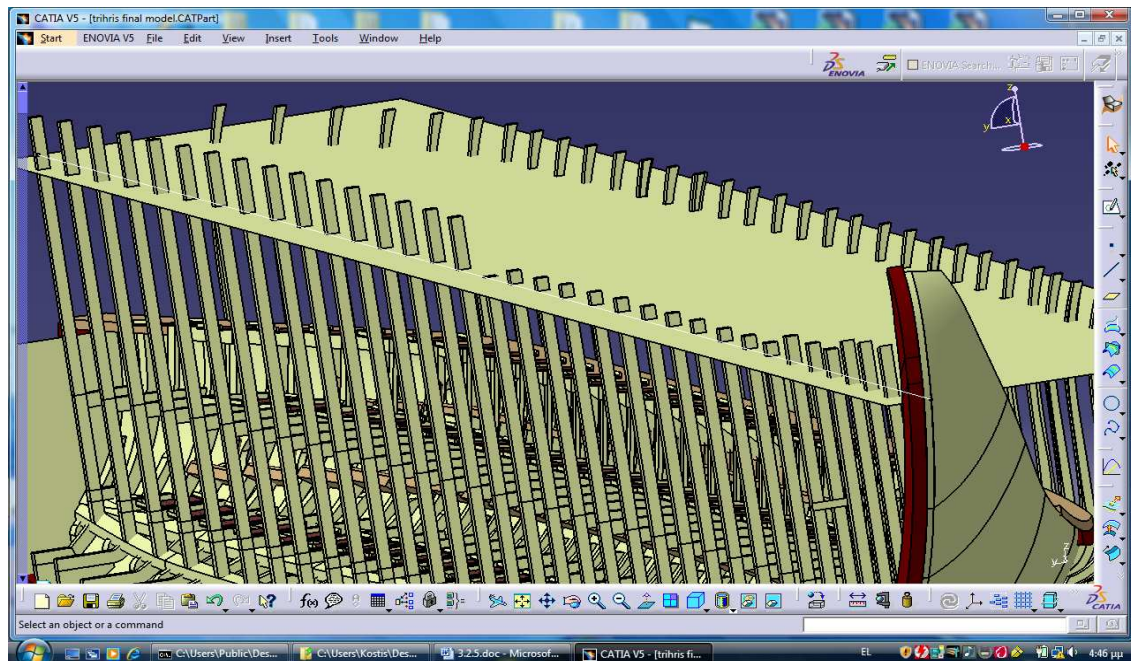 CATIA V5 - [trihris final model.CATPart]
Start ENOVIA V5 File Edit View Insert Tools Window Help
ENOVIA
ENOVIA Search...
z
y x
z
y x
f(x)
CATIA
Select an object or a command
C:\Users\Public\Des... C:\Users\Kostis\Des... 3.2.5.doc - Microsof... CATIA V5 - [trihris fi... EL 4:46 μμ